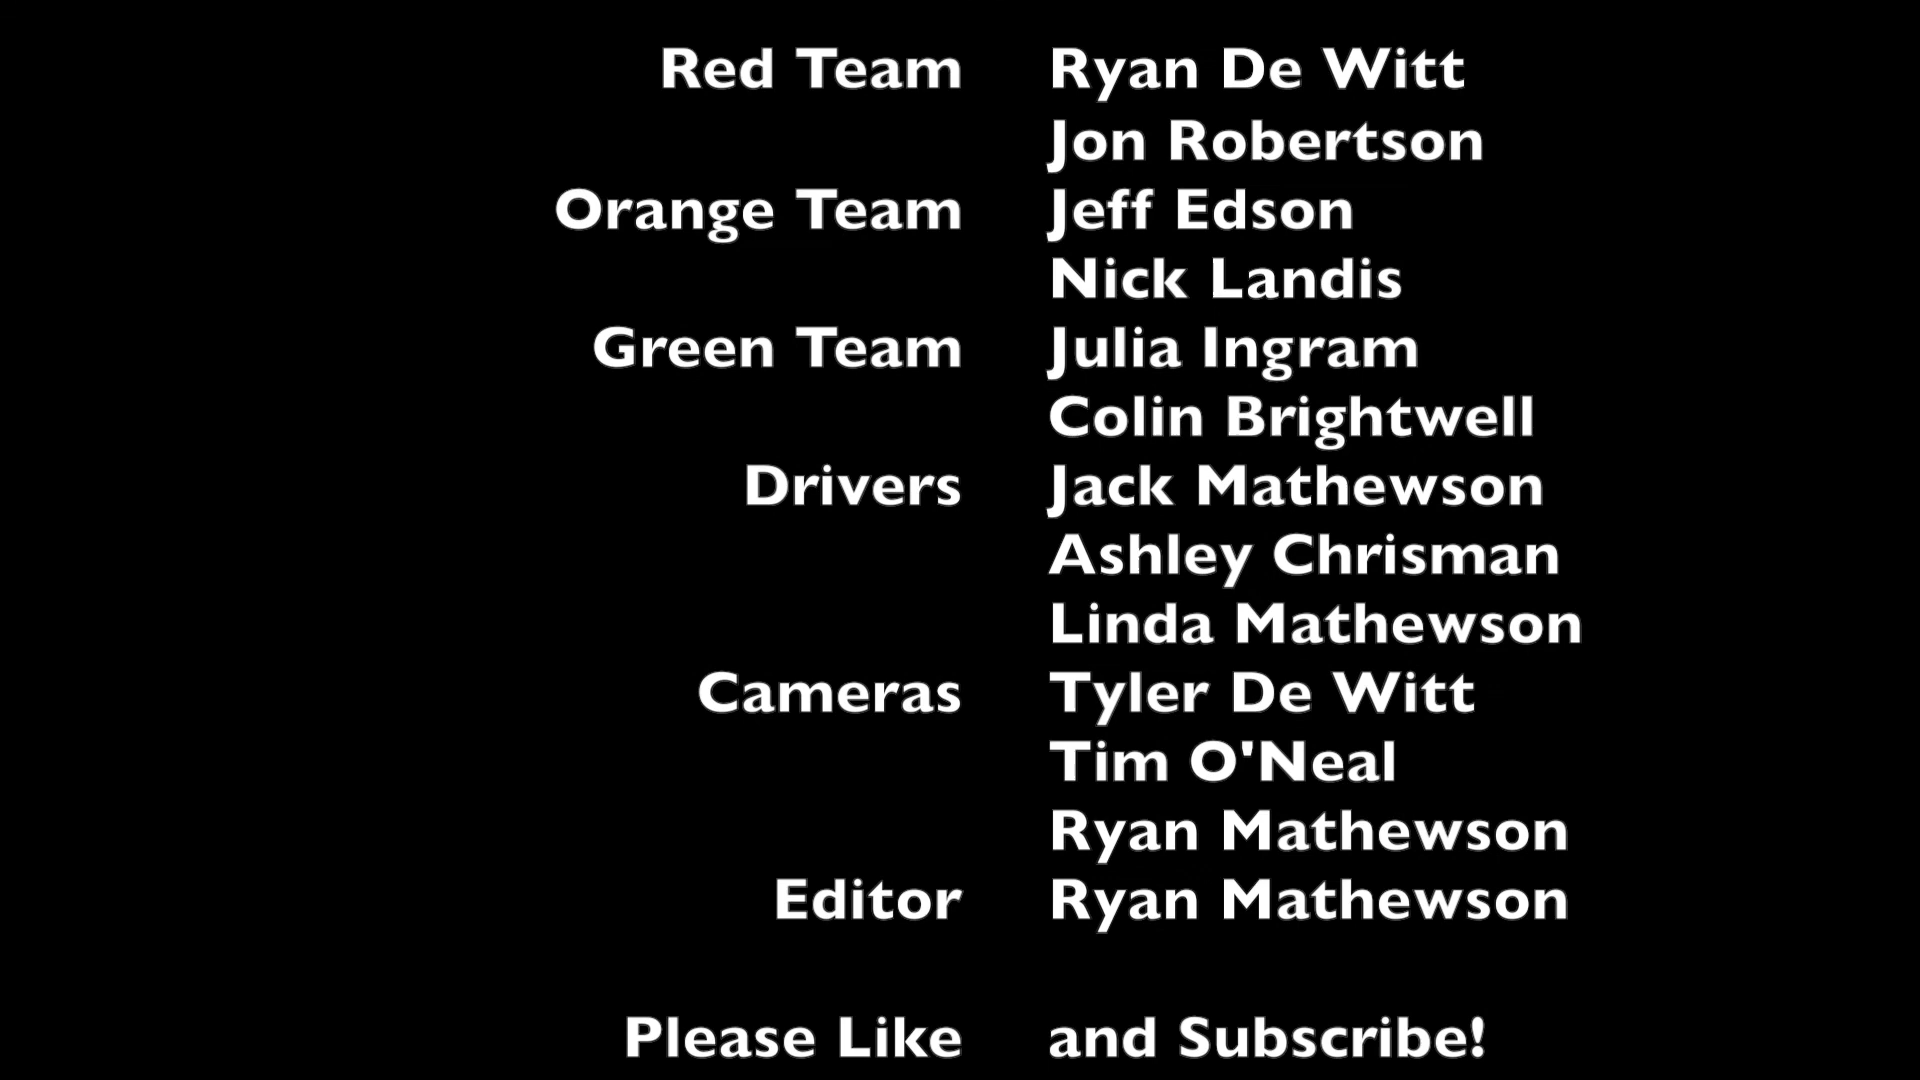 Red Team Ryan De Witt
Jon Robertson
Orange Team Jeff Edson
Nick Landis
Green Team Julia Ingram
Colin Brightwell
Drivers Jack Mathewson
Ashley Chrisman
Linda Mathewson
Cameras Tyler De Witt
Tim O'Neal
Ryan Mathewson
Editor Ryan Mathewson
Please Like and Subscribe!